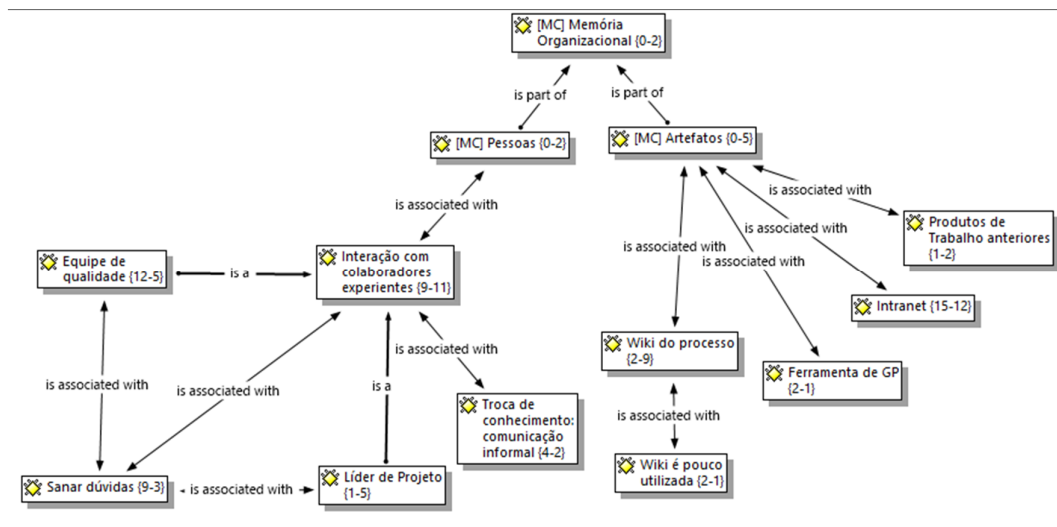 [MC] Memória
Organizacional {0-2}
is part of
is part of
[MC] Pessoas {0-2}
[MC] Artefatos {0-5}
is associated with
is associated with
Produtos de
Trabalho anteriores
{1-2}
is associated with
is associated with
is associated with
Equipe de
qualidade {12-5}
is a
Interação com
colaboradores
experientes {9-11}
Intranet {15-12}
Wiki do processo
{2-9}
is associated with
Ferramenta de GP
{2-1}
is associated with
is associated with
is a
Troca de
conhecimento:
comunicação
informal {4-2}
is associated with
Wiki é pouco
utilizada {2-1}
Sanar dúvidas {9-3}
is associated with
Líder de Projeto
{1-5}